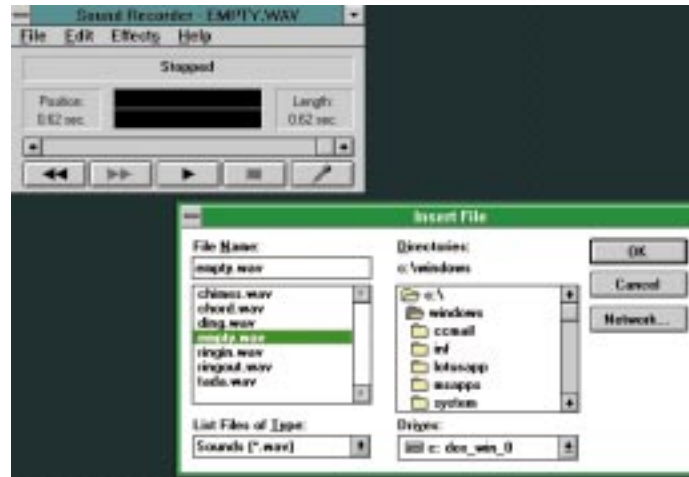 Sound Recorder - EMPTY.WAV
File Edit Effects Help
Stopped
Position:
0.62 sec.
Length:
0.62 sec.
Insert File
File Name:
empty.wav
chimes.wav
chord.wav
ding.wav
empty.wav
ringin.wav
ringout.wav
tada.wav
List Files of Type:
Sounds (*.wav)
Directories:
c:\windows
c:\
windows
ccmail
inf
lotusapp
msapps
system
Drives:
c: dos_win_0
OK
Cancel
Network...